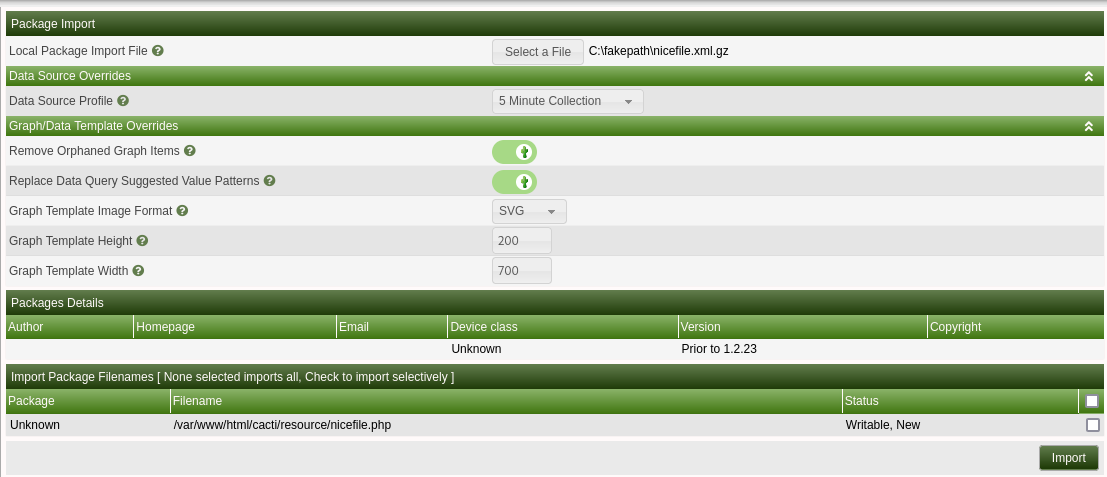 Package Import
Local Package Import File
Select a File C:\fakepath\nicefile.xml.gz
Data Source Overrides
Data Source Profile
5 Minute Collection
Graph/Data Template Overrides
Remove Orphaned Graph Items
Replace Data Query Suggested Value Patterns
Graph Template Image Format
SVG
Graph Template Height
200
Graph Template Width
700
Packages Details
Author Homepage Email Device class Version Copyright
Unknown Prior to 1.2.23
Import Package Filenames [ None selected imports all, Check to import selectively ]
Package Filename Status
Unknown /var/www/html/cacti/resource/nicefile.php Writable, New
Import